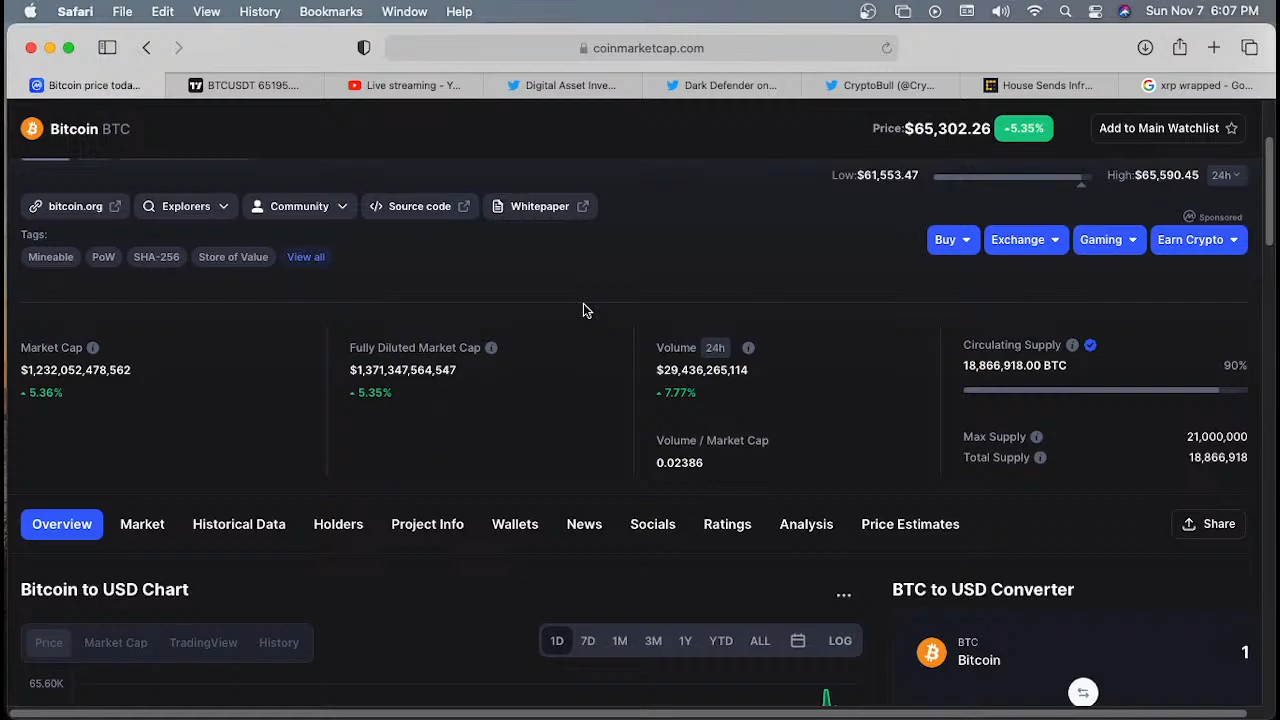 Safari File Edit View History Bookmarks Window Help Sun Nov 7 6:07 PM
coinmarketcap.com
Bitcoin price today... BTCUSDT 65195.... Live streaming - Y... Digital Asset Inve... Dark Defender on... CryptoBull (@Cry... House Sends Infr... xrp wrapped - Go...
Bitcoin BTC Price:$65,302.26 5.35% Add to Main Watchlist
Low:$61,553.47 High:$65,590.45 24h
bitcoin.org Explorers Community Source code Whitepaper
Sponsored
Tags:
Buy Exchange Gaming Earn Crypto
Mineable PoW SHA-256 Store of Value View all
Market Cap Fully Diluted Market Cap Volume 24h Circulating Supply
$1,232,052,478,562 $1,371,347,564,547 $29,436,265,114 18,866,918.00 BTC 90%
5.36% 5.35% 7.77%
Volume / Market Cap Max Supply 21,000,000
0.02386 Total Supply 18,866,918
Overview Market Historical Data Holders Project Info Wallets News Socials Ratings Analysis Price Estimates Share
Bitcoin to USD Chart BTC to USD Converter
Price Market Cap TradingView History 1D 7D 1M 3M 1Y YTD ALL LOG
BTC
Bitcoin 1
65.60K